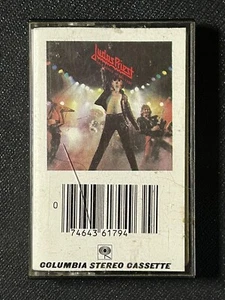 Judas Priest
0
74643 61794
COLUMBIA STEREO CASSETTE